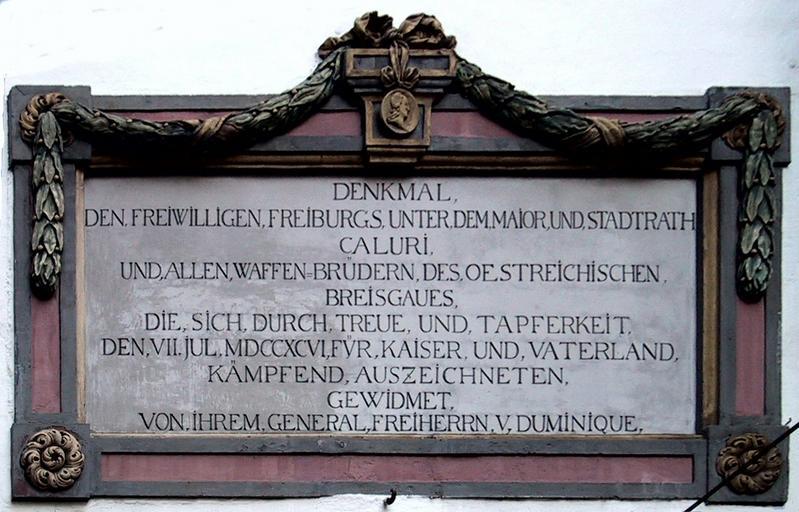 DENKMAL,
DEN, FREIWILLIGEN, FREIBURGS, UNTER, DEM, MAIOR, UND, STADTRATH
CALURI,
UND, ALLEN, WAFFEN=BRÜDERN, DES, OE,STREICHISCHEN,
BREISGAUES,
DIE, SICH, DURCH, TREUE, UND, TAPFERKEIT,
DEN, VII. JUL, MDCCXCVI, FÜR, KAISER, UND, VATERLAND,
KÄMPFEND, AUSZEICHNETEN,
GEWIDMET,
VON, IHREM, GENERAL, FREIHERRN, V, DUMINIQUE,